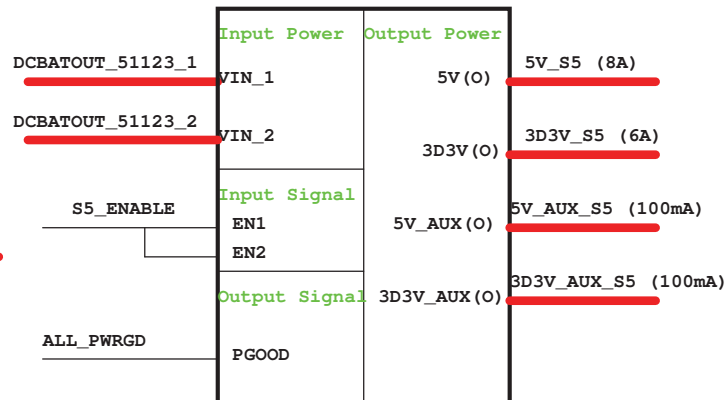 Input Power
Output Power
DCBATOUT_51123_1
VIN_1
5V(O)
5V_S5 (8A)
DCBATOUT_51123_2
VIN_2
3D3V(O)
3D3V_S5 (6A)
Input Signal
S5_ENABLE
EN1
5V_AUX(O)
5V_AUX_S5 (100mA)
EN2
Output Signal
3D3V_AUX(O)
3D3V_AUX_S5 (100mA)
ALL_PWRGD
PGOOD